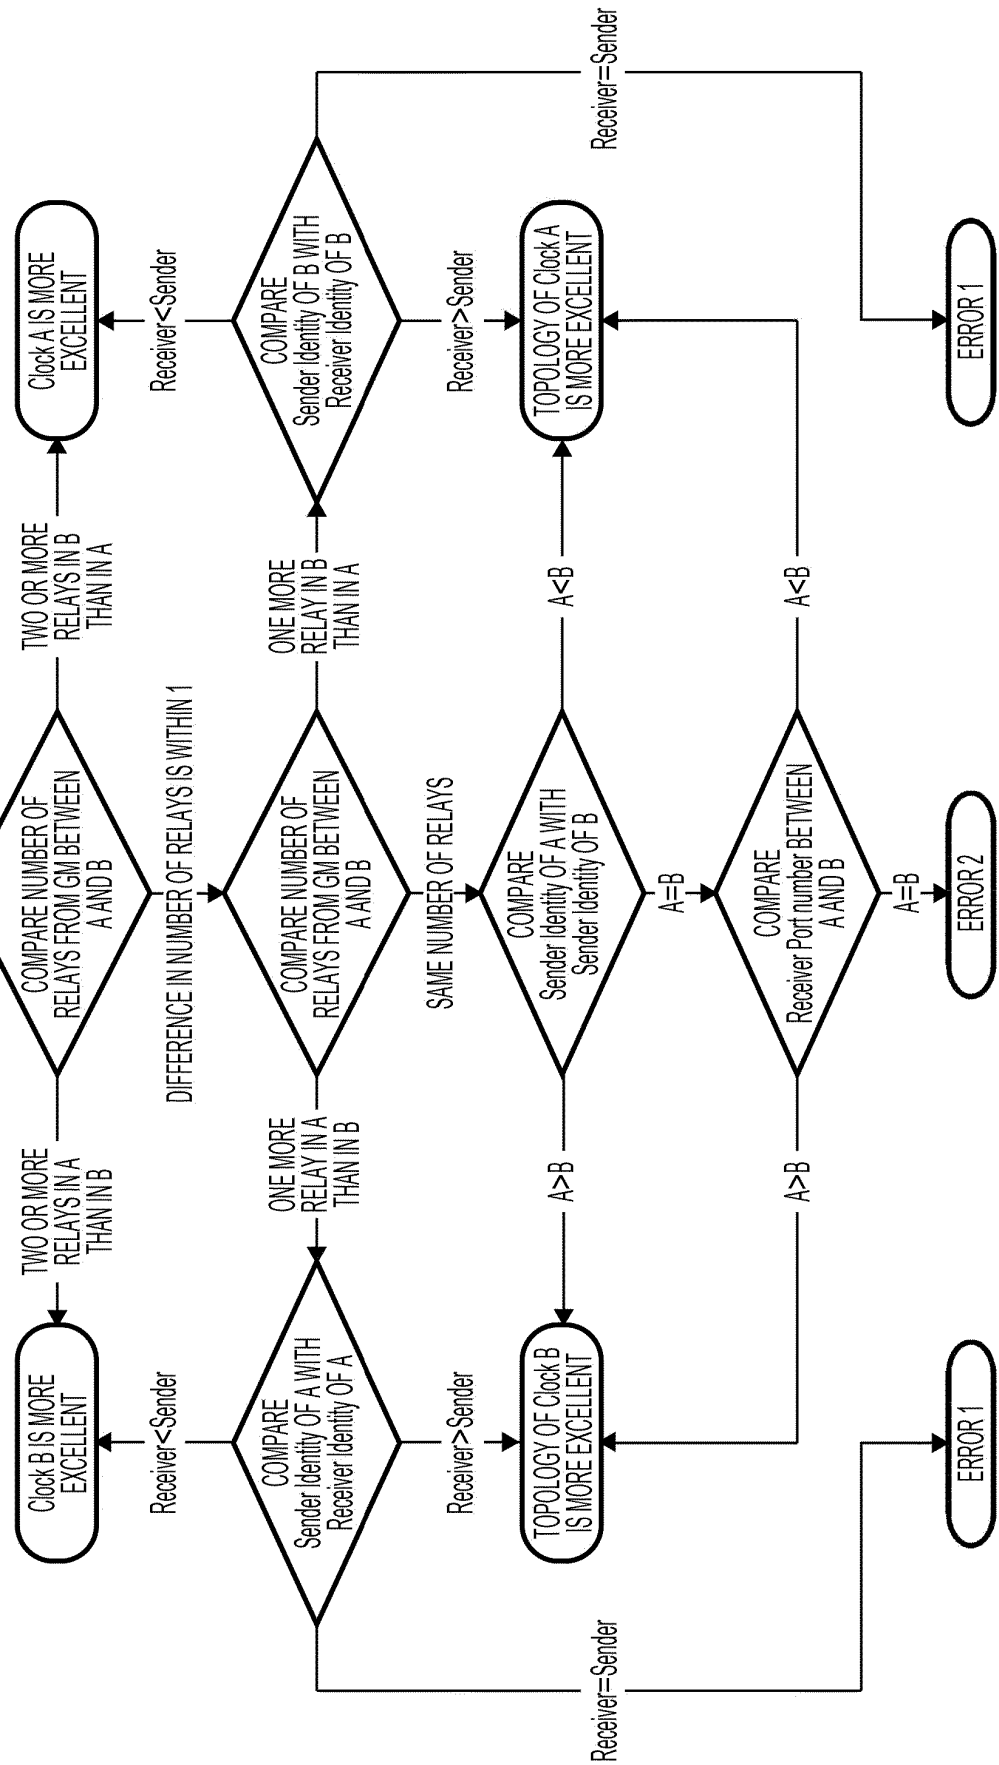 COMPARE NUMBER OF
RELAYS FROM GM BETWEEN
A AND B
TWO OR MORE
RELAYS IN A
THAN IN B
TWO OR MORE
RELAYS IN B
THAN IN A
Clock B IS MORE
EXCELLENT
Clock A IS MORE
EXCELLENT
DIFFERENCE IN NUMBER OF RELAYS IS WITHIN 1
Receiver<Sender
Receiver<Sender
COMPARE
Sender Identity OF A WITH
Receiver Identity OF A
ONE MORE
RELAY IN A
THAN IN B
COMPARE NUMBER OF
RELAYS FROM GM BETWEEN
A AND B
ONE MORE
RELAY IN B
THAN IN A
COMPARE
Sender Identity OF B WITH
Receiver Identity OF B
Receiver>Sender
SAME NUMBER OF RELAYS
Receiver>Sender
TOPOLOGY OF Clock B
IS MORE EXCELLENT
A>B
COMPARE
Sender Identity OF A WITH
Sender Identity OF B
A<B
TOPOLOGY OF Clock A
IS MORE EXCELLENT
Receiver=Sender
Receiver=Sender
A=B
A>B
COMPARE
Receiver Port number BETWEEN
A AND B
A<B
A=B
ERROR 1
ERROR 2
ERROR 1